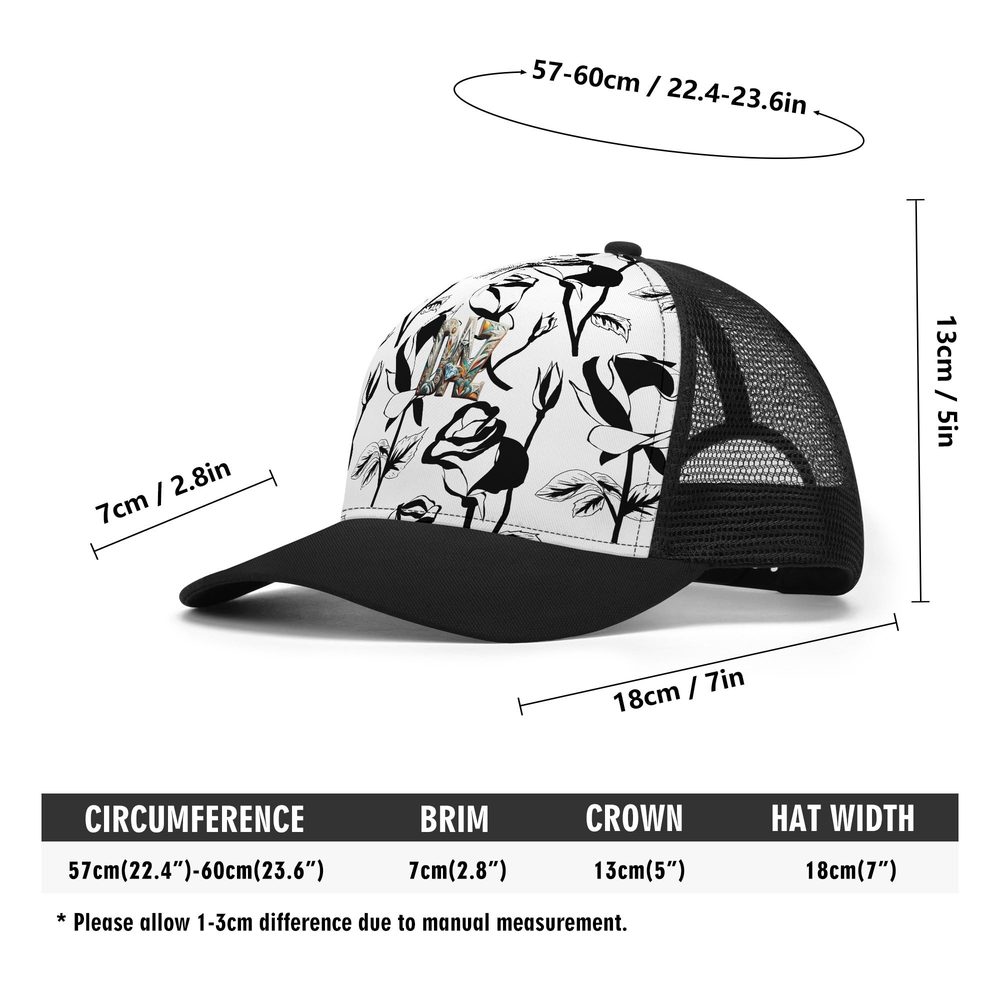 57-60cm / 22.4-23.6in
13cm / 5in
7cm / 2.8in
18cm / 7in
CIRCUMFERENCE BRIM CROWN HAT WIDTH
57cm(22.4”)-60cm(23.6”) 7cm(2.8”) 13cm(5”) 18cm(7”)
* Please allow 1-3cm difference due to manual measurement.